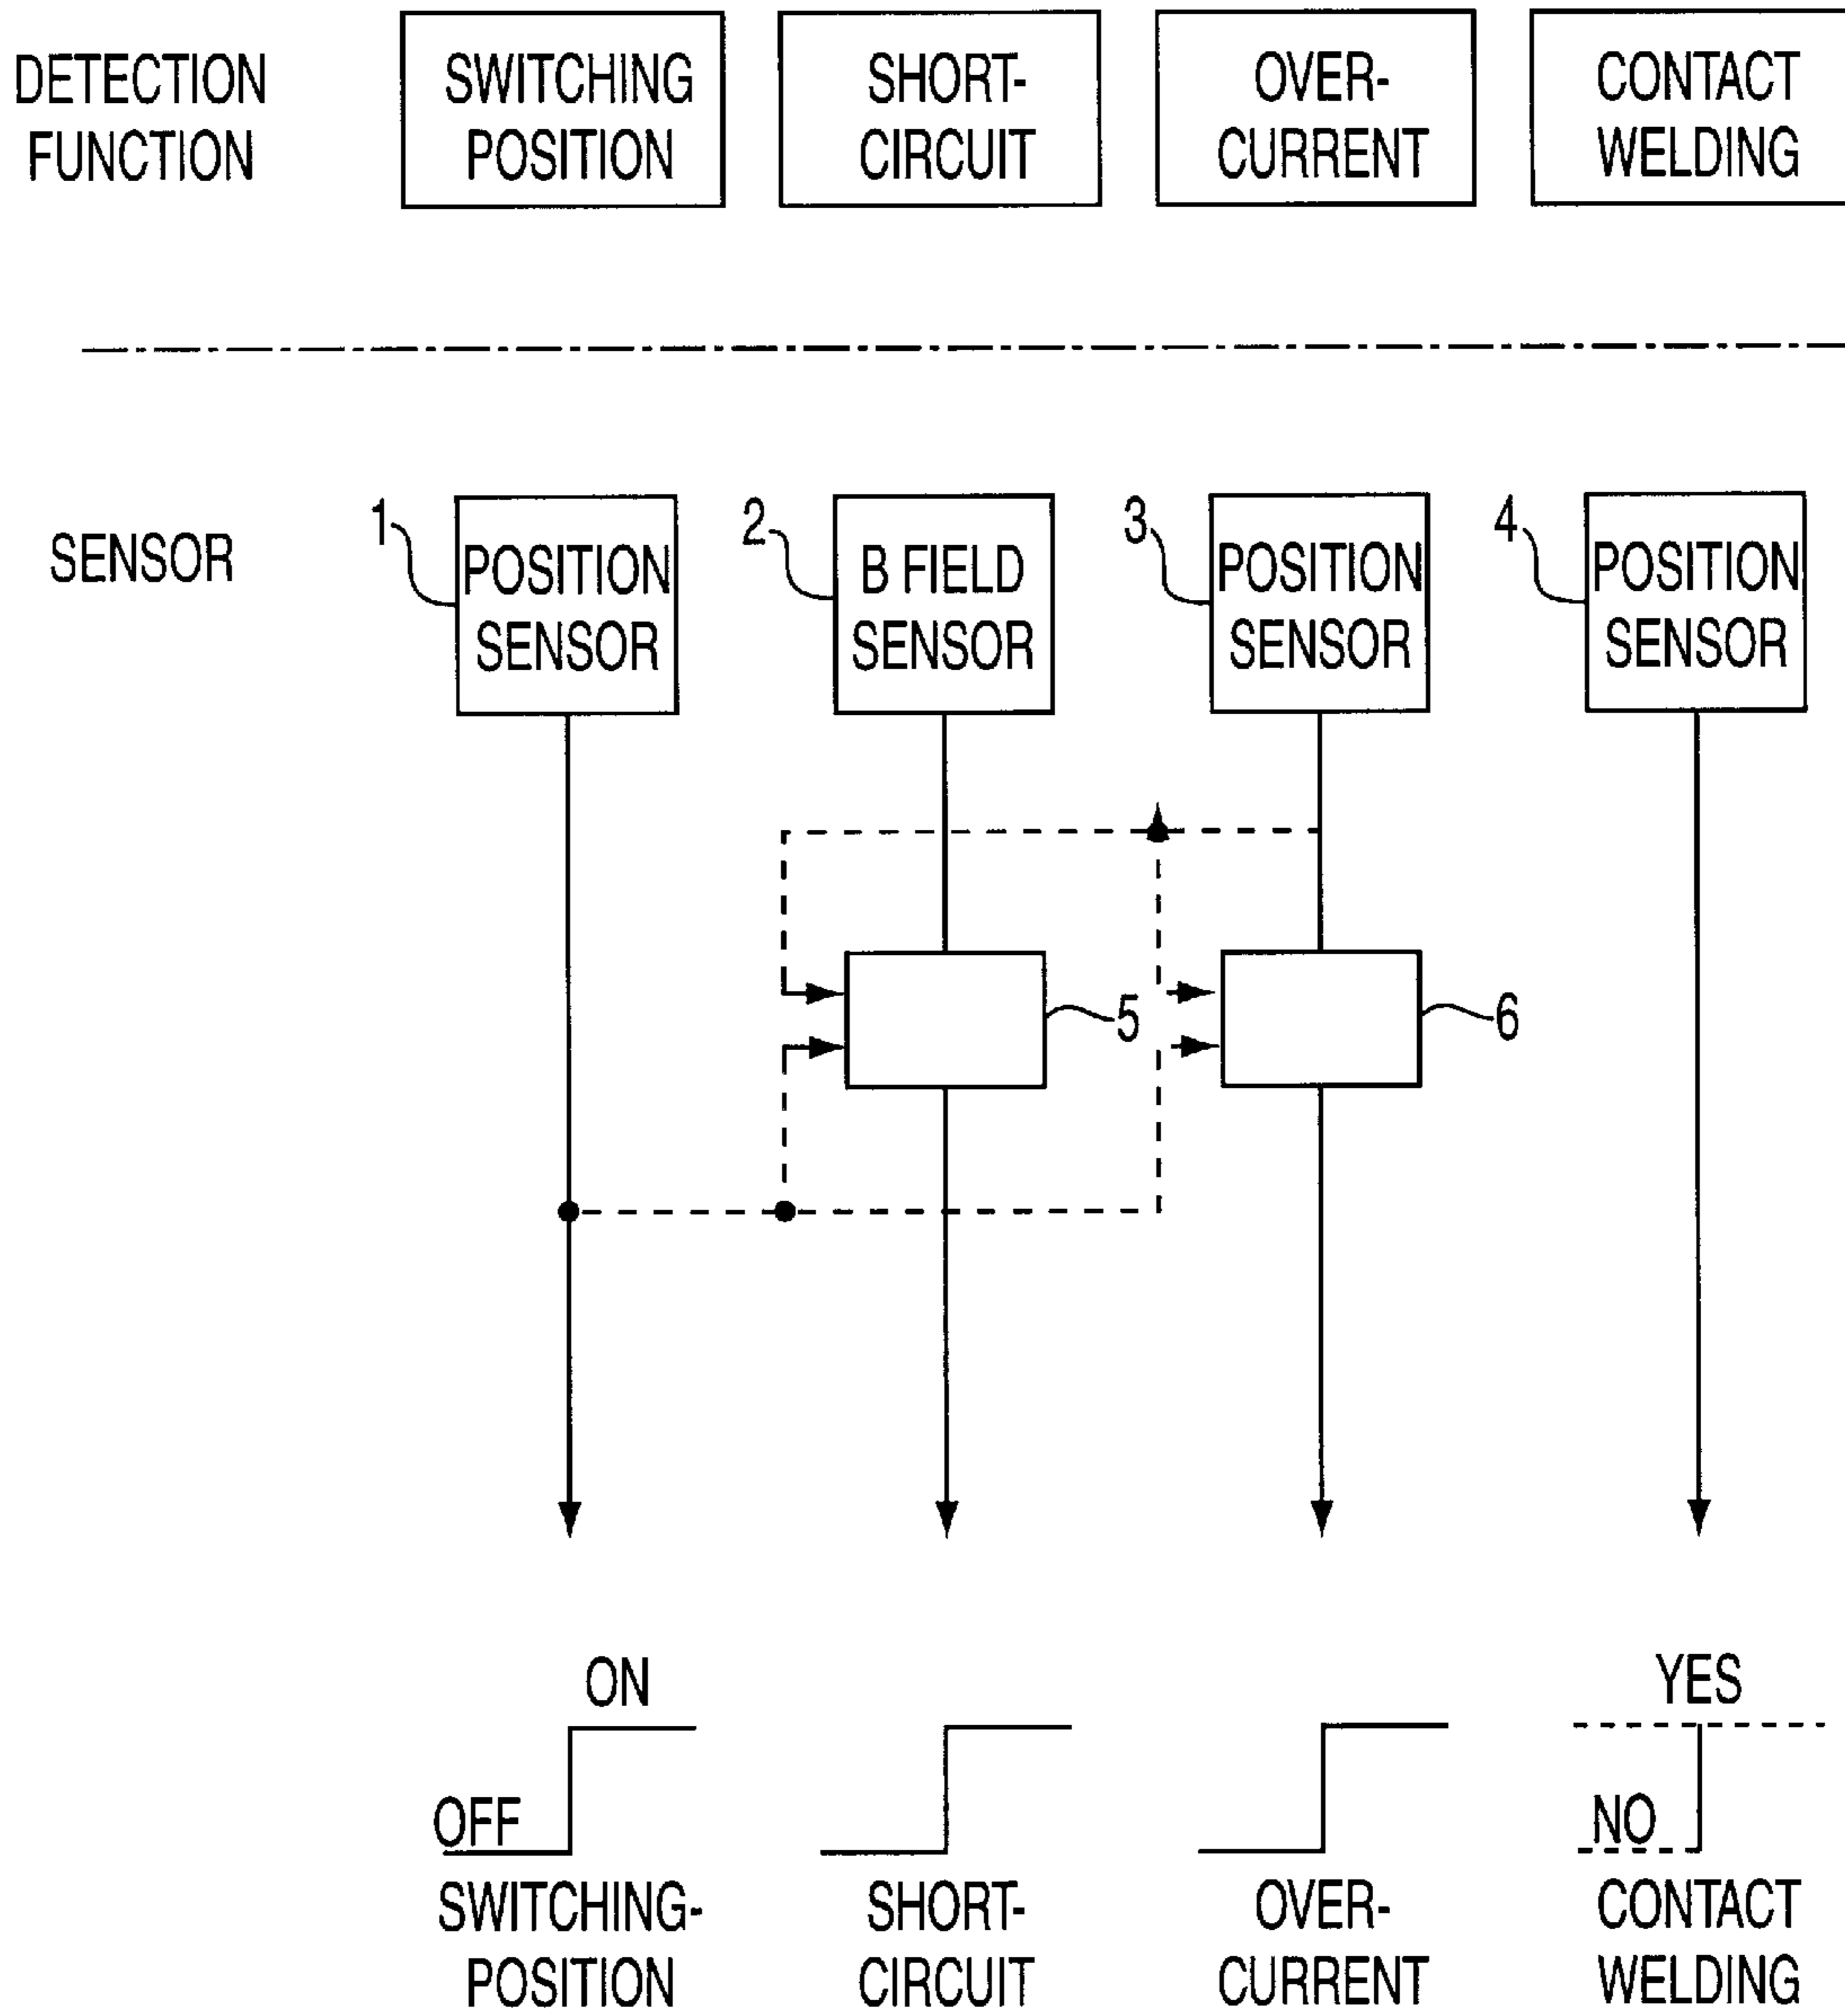 DETECTION
FUNCTION
SWITCHING
POSITION
SHORT-
CIRCUIT
OVER-
CURRENT
CONTACT
WELDING
SENSOR
1
POSITION
SENSOR
2
B FIELD
SENSOR
3
POSITION
SENSOR
4
POSITION
SENSOR
5
6
ON
OFF
SWITCHING-
POSITION
SHORT-
CIRCUIT
OVER-
CURRENT
YES
NO
CONTACT
WELDING